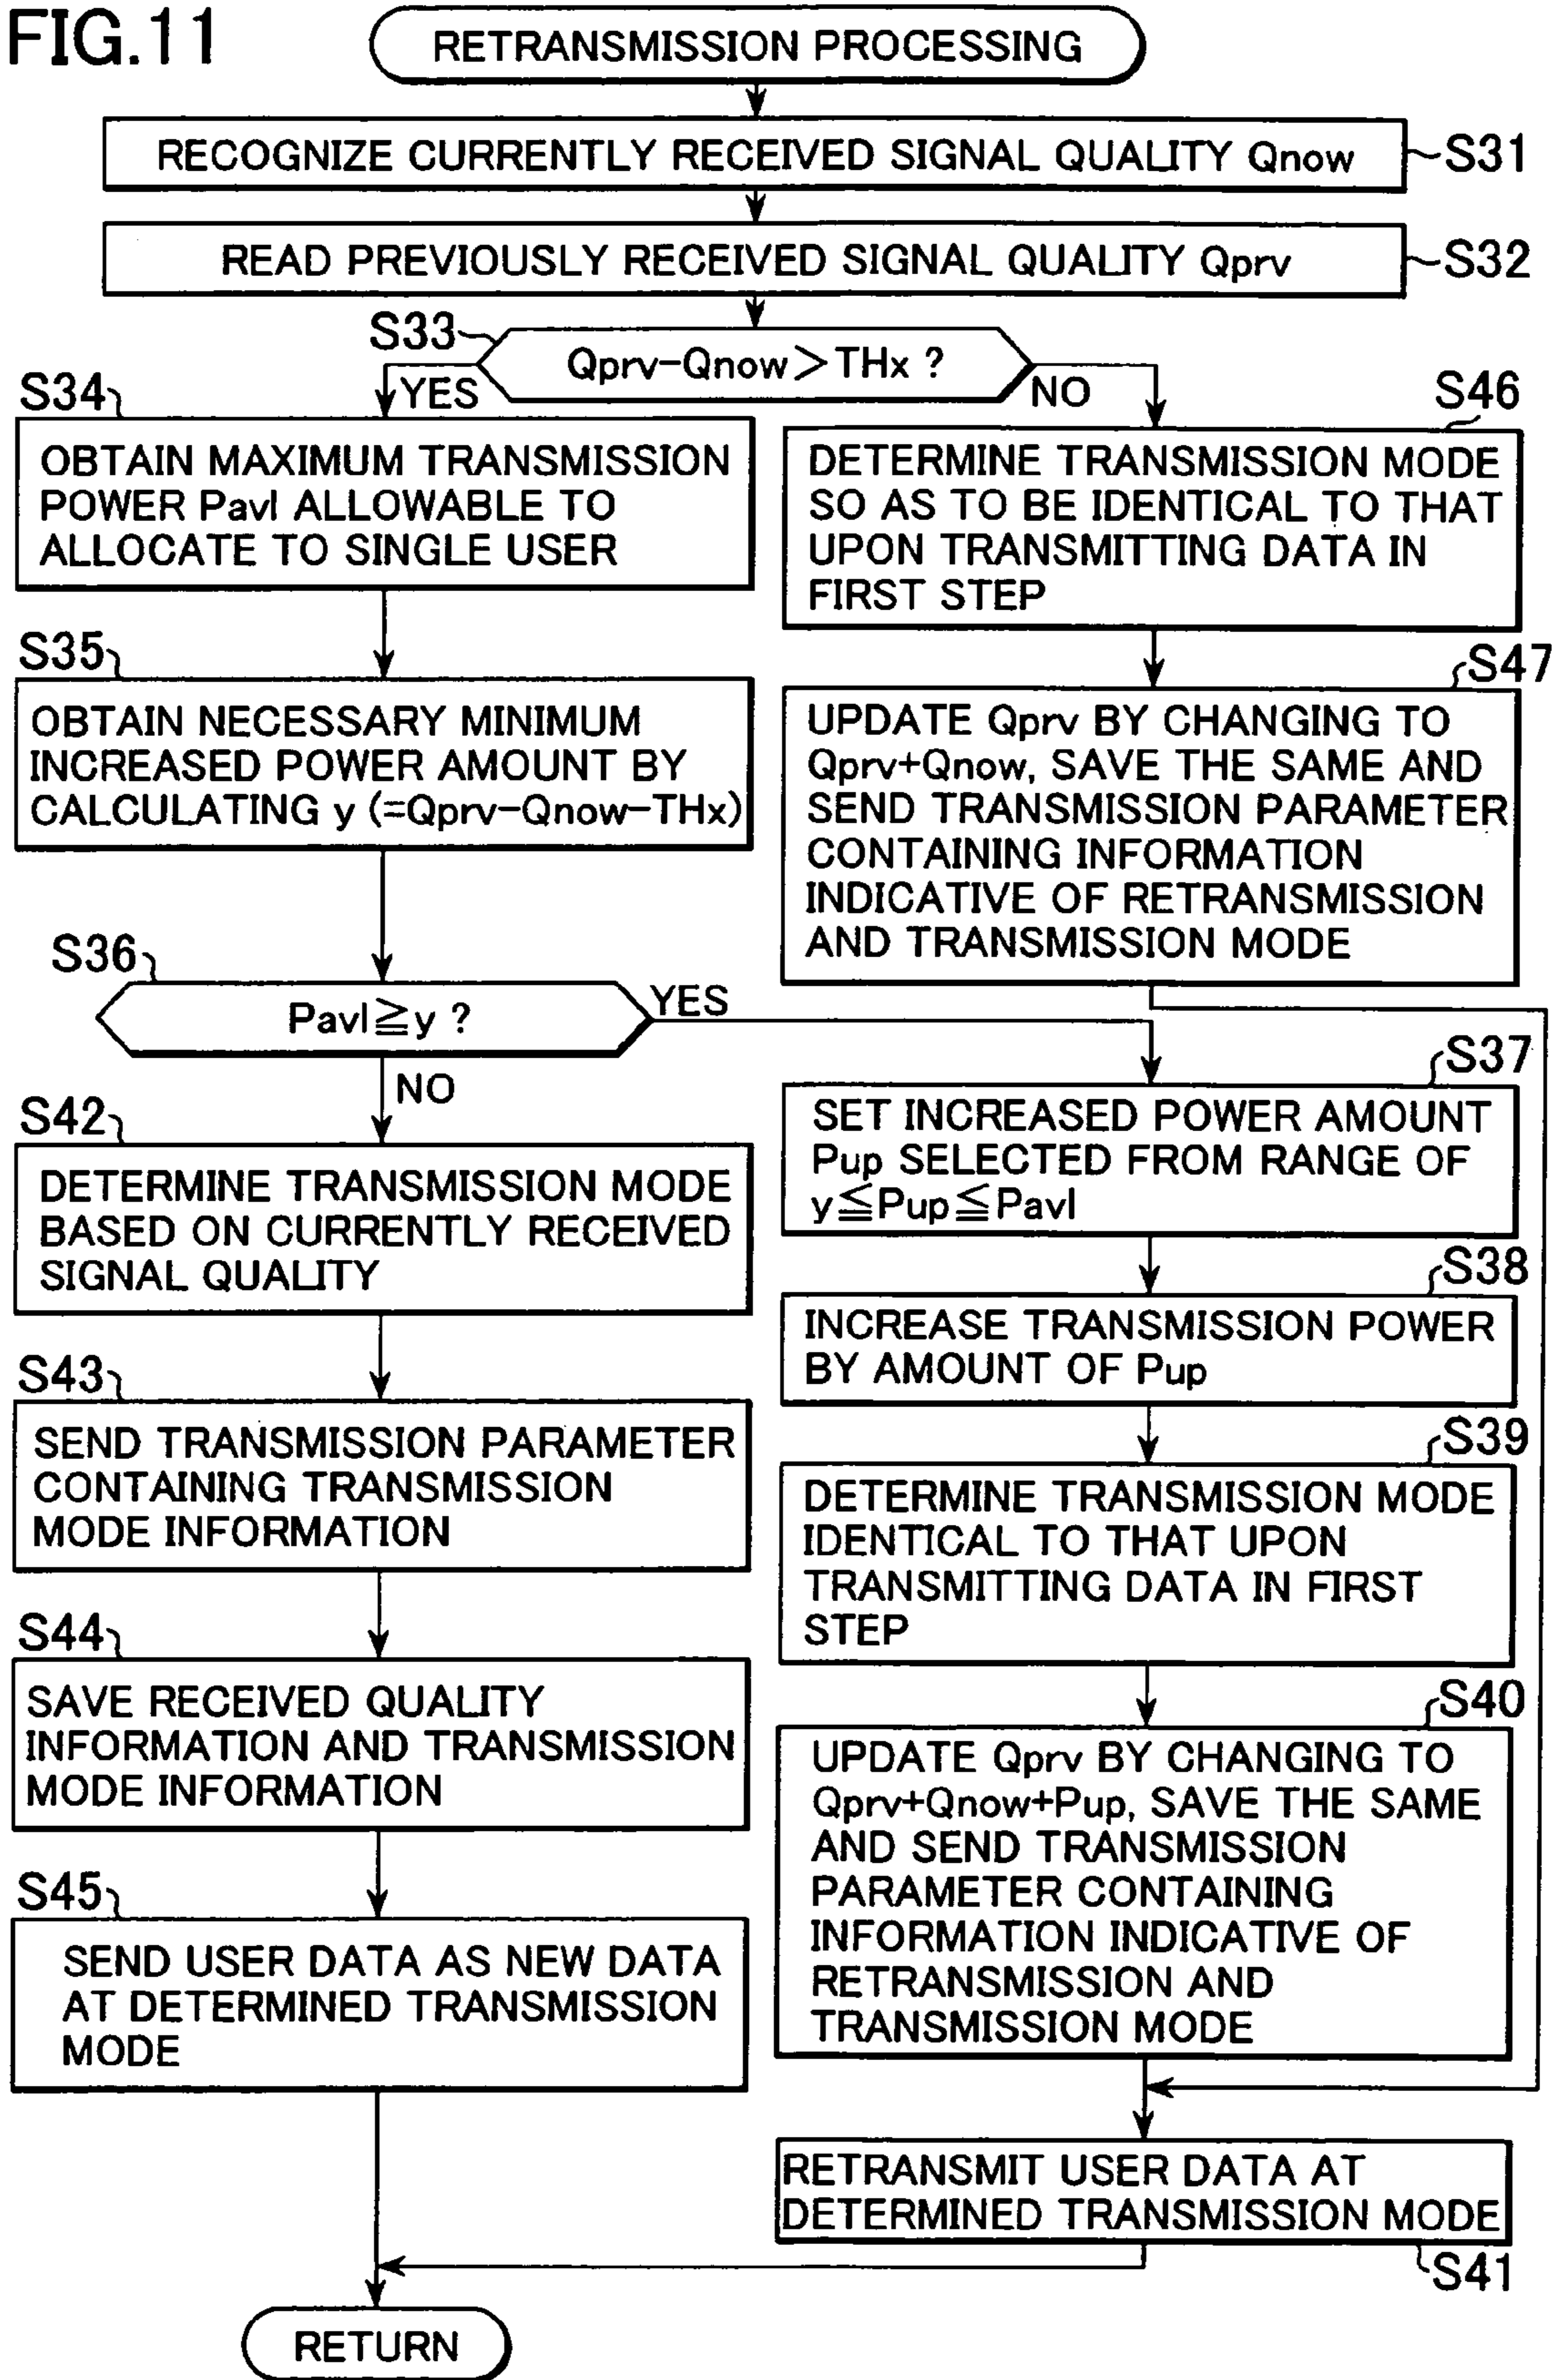 FIG.11
RETRANSMISSION PROCESSING
RECOGNIZE CURRENTLY RECEIVED SIGNAL QUALITY Qnow
S31
READ PREVIOUSLY RECEIVED SIGNAL QUALITY Qprv
S32
S33
Qprv-Qnow>THx ?
YES
NO
S34
OBTAIN MAXIMUM TRANSMISSION
POWER Pavl ALLOWABLE TO
ALLOCATE TO SINGLE USER
S35
OBTAIN NECESSARY MINIMUM
INCREASED POWER AMOUNT BY
CALCULATING y (=Qprv-Qnow-THx)
S36
Pavl≧y ?
YES
NO
S42
DETERMINE TRANSMISSION MODE
BASED ON CURRENTLY RECEIVED
SIGNAL QUALITY
S43
SEND TRANSMISSION PARAMETER
CONTAINING TRANSMISSION
MODE INFORMATION
S44
SAVE RECEIVED QUALITY
INFORMATION AND TRANSMISSION
MODE INFORMATION
S45
SEND USER DATA AS NEW DATA
AT DETERMINED TRANSMISSION
MODE
S46
DETERMINE TRANSMISSION MODE
SO AS TO BE IDENTICAL TO THAT
UPON TRANSMITTING DATA IN
FIRST STEP
S47
UPDATE Qprv BY CHANGING TO
Qprv+Qnow, SAVE THE SAME AND
SEND TRANSMISSION PARAMETER
CONTAINING INFORMATION
INDICATIVE OF RETRANSMISSION
AND TRANSMISSION MODE
S37
SET INCREASED POWER AMOUNT
Pup SELECTED FROM RANGE OF
y≦Pup≦Pavl
S38
INCREASE TRANSMISSION POWER
BY AMOUNT OF Pup
S39
DETERMINE TRANSMISSION MODE
IDENTICAL TO THAT UPON
TRANSMITTING DATA IN FIRST
STEP
S40
UPDATE Qprv BY CHANGING TO
Qprv+Qnow+Pup, SAVE THE SAME
AND SEND TRANSMISSION
PARAMETER CONTAINING
INFORMATION INDICATIVE OF
RETRANSMISSION AND
TRANSMISSION MODE
RETRANSMIT USER DATA AT
DETERMINED TRANSMISSION MODE
S41
RETURN